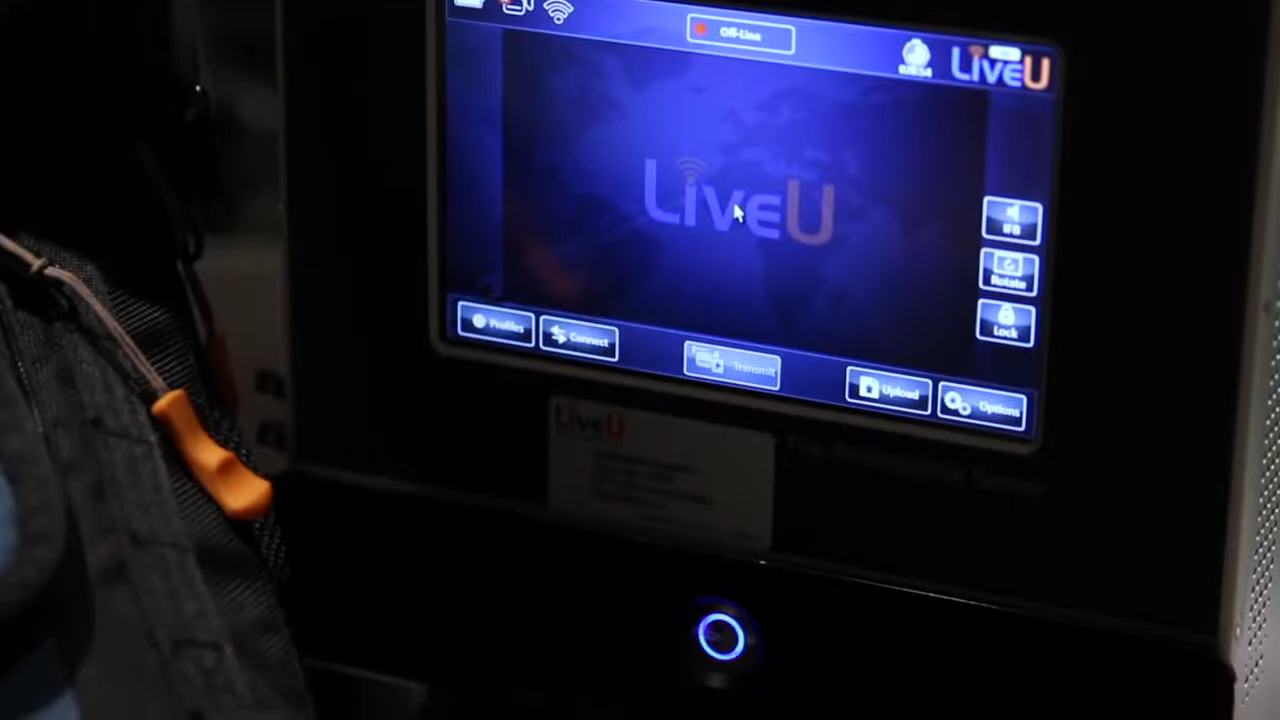 Off-Line
LIVEU
LIVEU
IFB
Rotate
Lock
Profiles
Connect
Transmit
Upload
Options
LIVEU